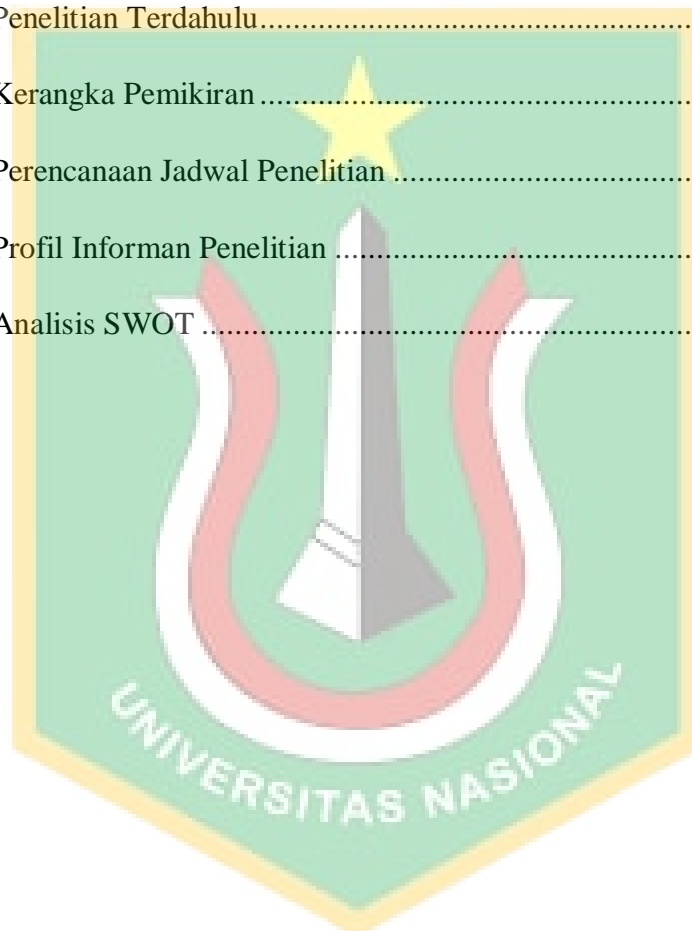 Penelitian Terdahulu................................................
Kerangka Pemikiran ................................................
Perencanaan Jadwal Penelitian ................................
Profil Informan Penelitian ........................................
Analisis SWOT .......................................................
UNIVERSITAS NASIONAL